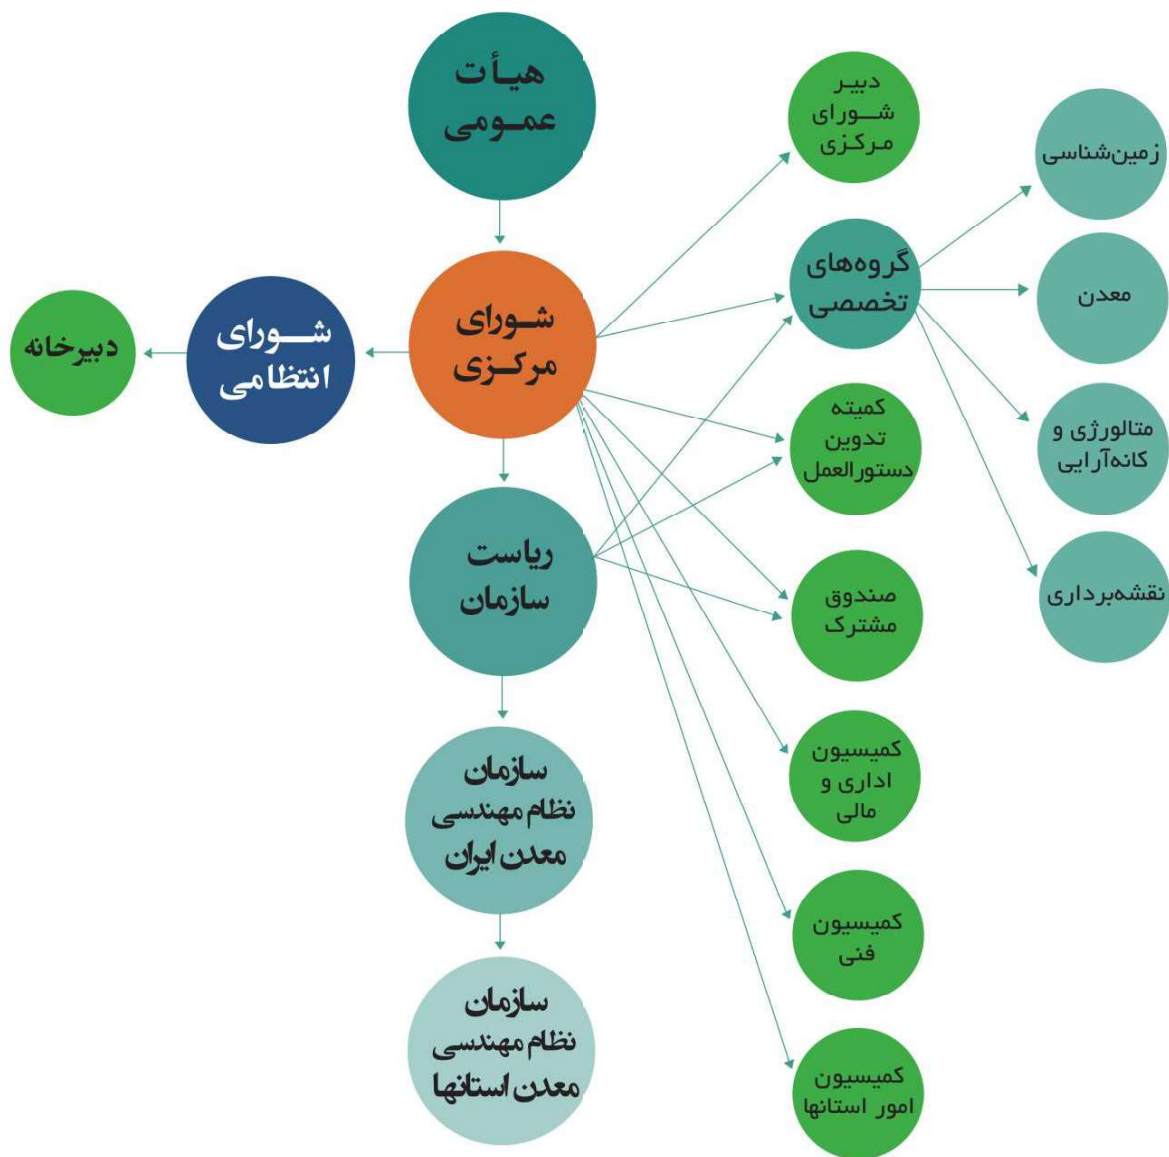 هیأت
عمومی
شورای
مرکزی
شورای
انتظامی
دبیرخانه
ریاست
سازمان
سازمان
نظام مهندسی
معدن ایران
سازمان
نظام مهندسی
معدن استانها
دبیر
شورای
مرکزی
گروه‌های
تخصصی
کمیته
تدوین
دستورالعمل
صندوق
مشترک
کمیسیون
اداری و
مالی
کمیسیون
فنی
کمیسیون
امور استانها
زمین‌شناسی
معدن
متالورژی و
کانه‌آرایی
نقشه‌برداری